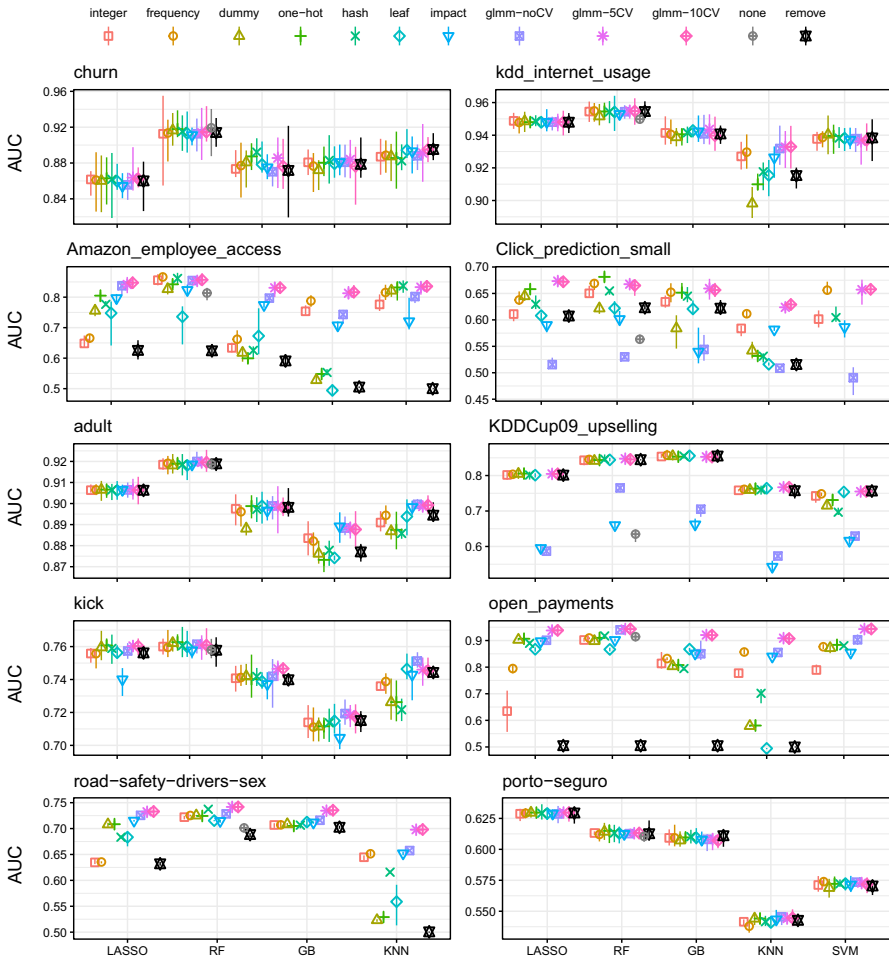 integer frequency dummy one-hot hash leaf impact glmm-noCV glmm-5CV glmm-10CV none remove
churn
0.96
0.92
0.88
0.84
AUC
kdd_internet_usage
0.96
0.94
0.92
0.90
Amazon_employee_access
0.8
0.7
0.6
0.5
AUC
Click_prediction_small
0.70
0.65
0.60
0.55
0.50
0.45
adult
0.92
0.91
0.90
0.89
0.88
0.87
AUC
KDDCup09_upselling
0.8
0.7
0.6
kick
0.76
0.74
0.72
0.70
AUC
open_payments
0.9
0.8
0.7
0.6
0.5
road-safety-drivers-sex
0.75
0.70
0.65
0.60
0.55
0.50
AUC
LASSO RF GB KNN
porto-seguro
0.625
0.600
0.575
0.550
LASSO RF GB KNN SVM